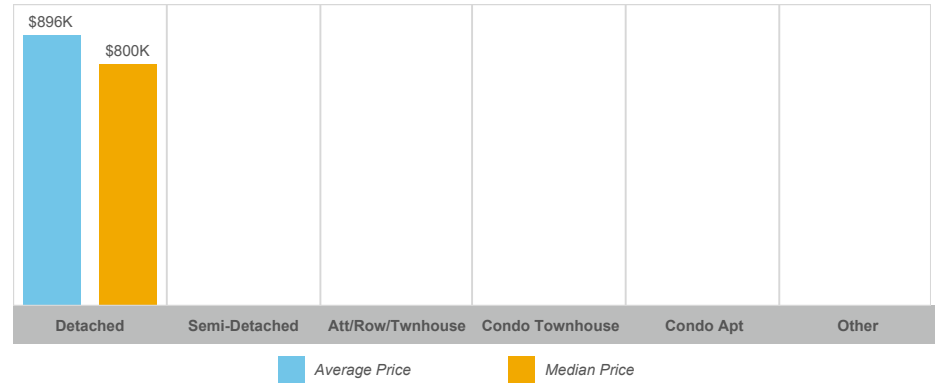 $896K
$800K
Detached Semi-Detached Att/Row/Twnhouse Condo Townhouse Condo Apt Other
Average Price Median Price